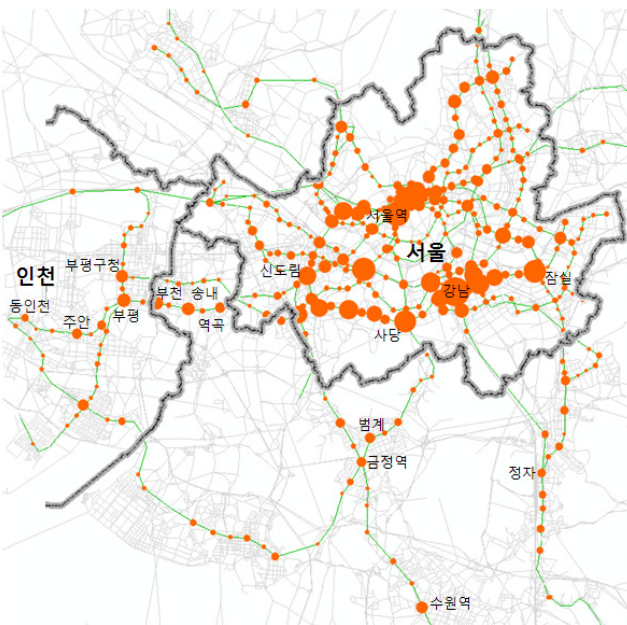 서울역
서울
인천
부평구청
신도림
잠실
부천
송내
강남
동인천
주안
부평
역곡
사당
범계
금정역
정자
수원역